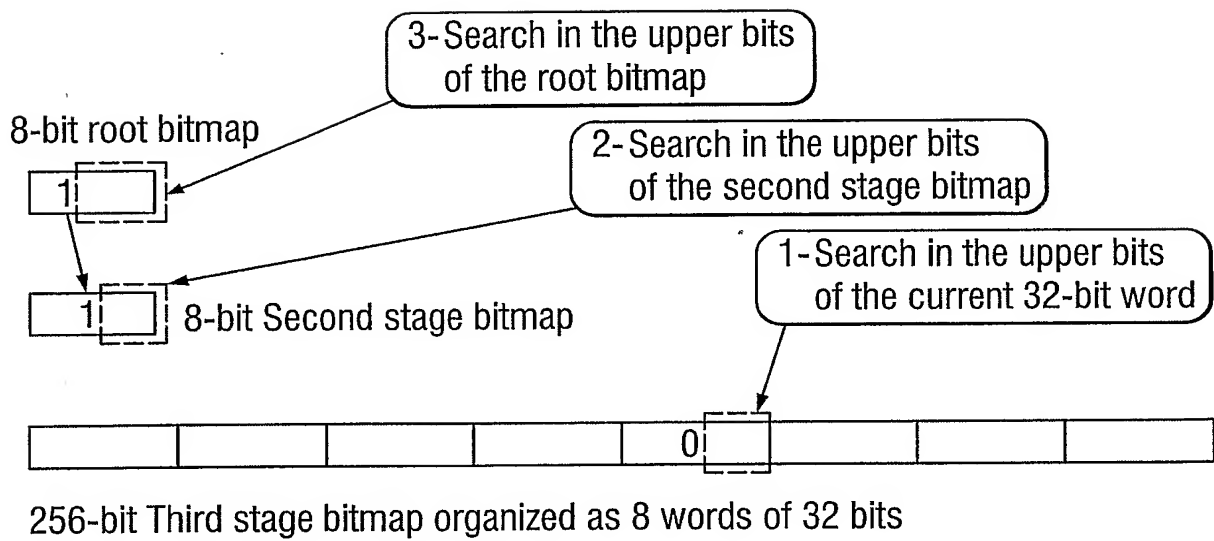 3-Search in the upper bits
of the root bitmap
8-bit root bitmap
2-Search in the upper bits
of the second stage bitmap
1
1-Search in the upper bits
of the current 32-bit word
1
8-bit Second stage bitmap
0
256-bit Third stage bitmap organized as 8 words of 32 bits